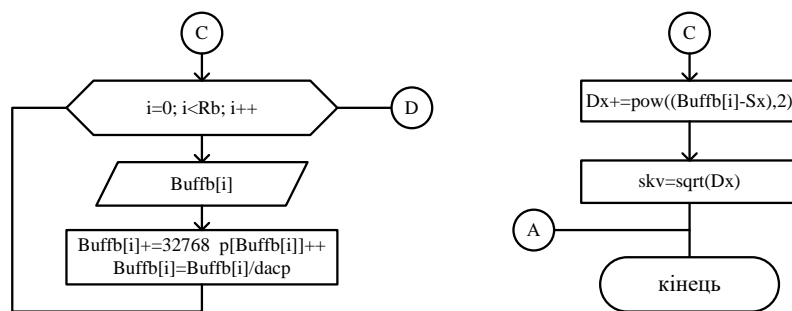 C
i=0; i<Rb; i++
D
Buffb[i]
Buffb[i]+=32768 p[Buffb[i]]++
Buffb[i]=Buffb[i]/dacp
C
Dx+=pow((Buffb[i]-Sx),2)
skv=sqrt(Dx)
A
кінець